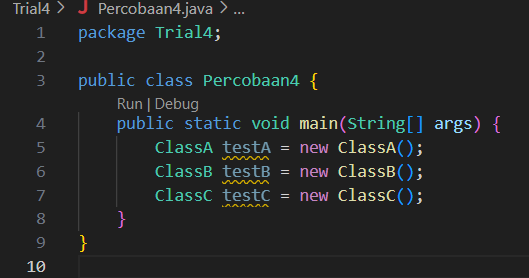 Trial4 > J Percobaan4.java > ...
1 package Trial4;
2
3 public class Percobaan4 {
Run | Debug
4 public static void main(String[] args) {
5 ClassA testA = new ClassA();
6 ClassB testB = new ClassB();
7 ClassC testC = new ClassC();
8 }
9 }
10